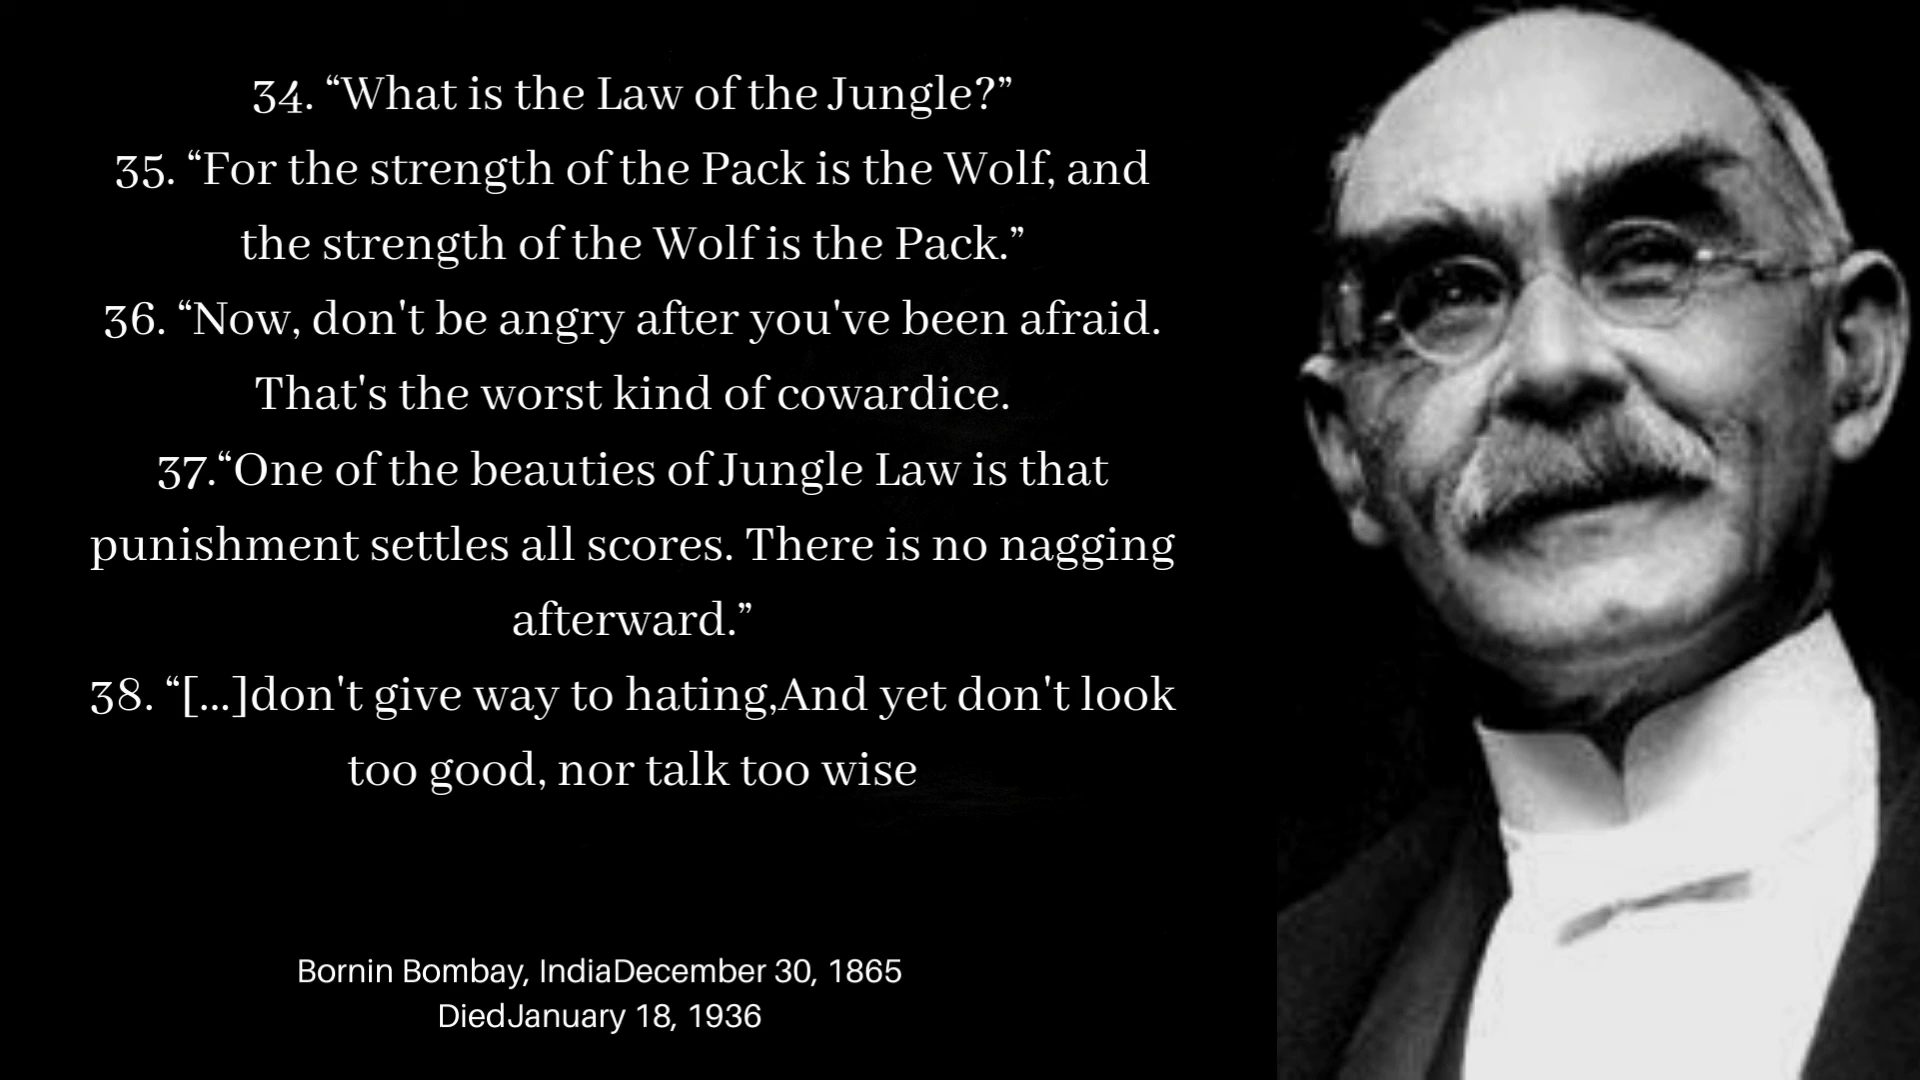 34. “What is the Law of the Jungle?”
35. “For the strength of the Pack is the Wolf, and
the strength of the Wolf is the Pack.”
36. “Now, don't be angry after you've been afraid.
That's the worst kind of cowardice.
37.“One of the beauties of Jungle Law is that
punishment settles all scores. There is no nagging
afterward.”
38. “[...]don't give way to hating,And yet don't look
too good, nor talk too wise
Bornin Bombay, IndiaDecember 30, 1865
DiedJanuary 18, 1936